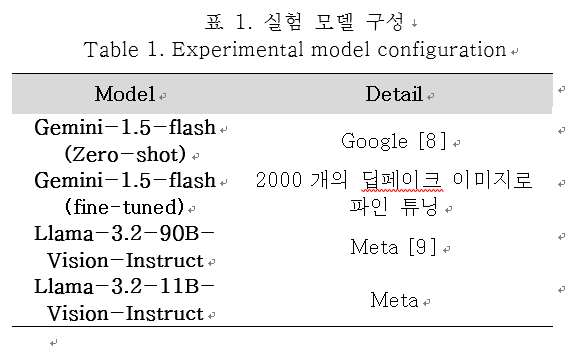 표 1. 실험 모델 구성
Table 1. Experimental model configuration
Model Detail
Gemini-1.5-flash
(Zero-shot)
Google [8]
Gemini-1.5-flash
(fine-tuned)
2000 개의 딥페이크 이미지로
파인 튜닝
Llama-3.2-90B-
Vision-Instruct
Meta [9]
Llama-3.2-11B-
Vision-Instruct
Meta